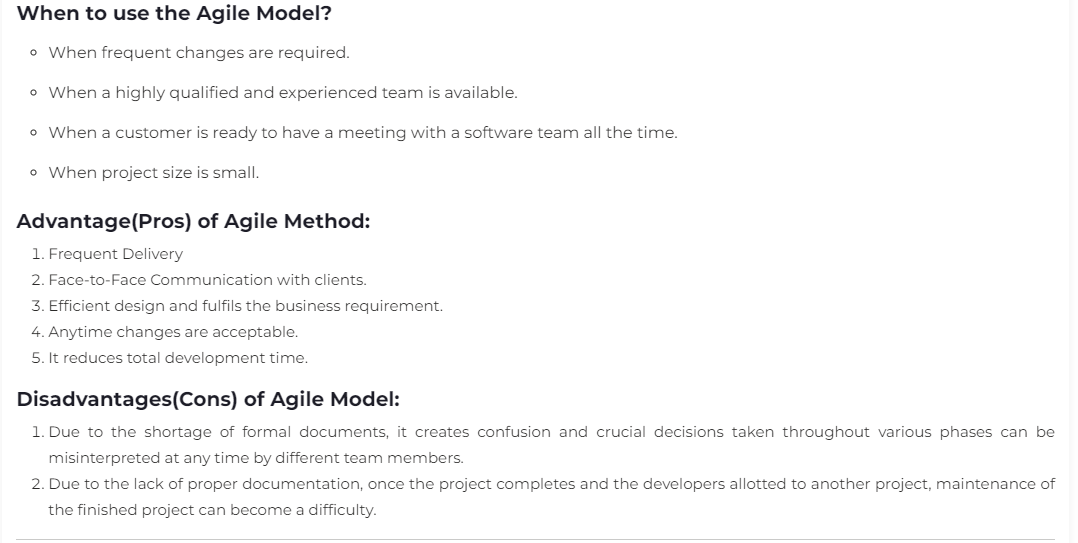 When to use the Agile Model?
When frequent changes are required.
When a highly qualified and experienced team is available.
When a customer is ready to have a meeting with a software team all the time.
When project size is small.
Advantage(Pros) of Agile Method:
1. Frequent Delivery
2. Face-to-Face Communication with clients.
3. Efficient design and fulfils the business requirement.
4. Anytime changes are acceptable.
5. It reduces total development time.
Disadvantages(Cons) of Agile Model:
1. Due to the shortage of formal documents, it creates confusion and crucial decisions taken throughout various phases can be
misinterpreted at any time by different team members.
2. Due to the lack of proper documentation, once the project completes and the developers allotted to another project, maintenance of
the finished project can become a difficulty.